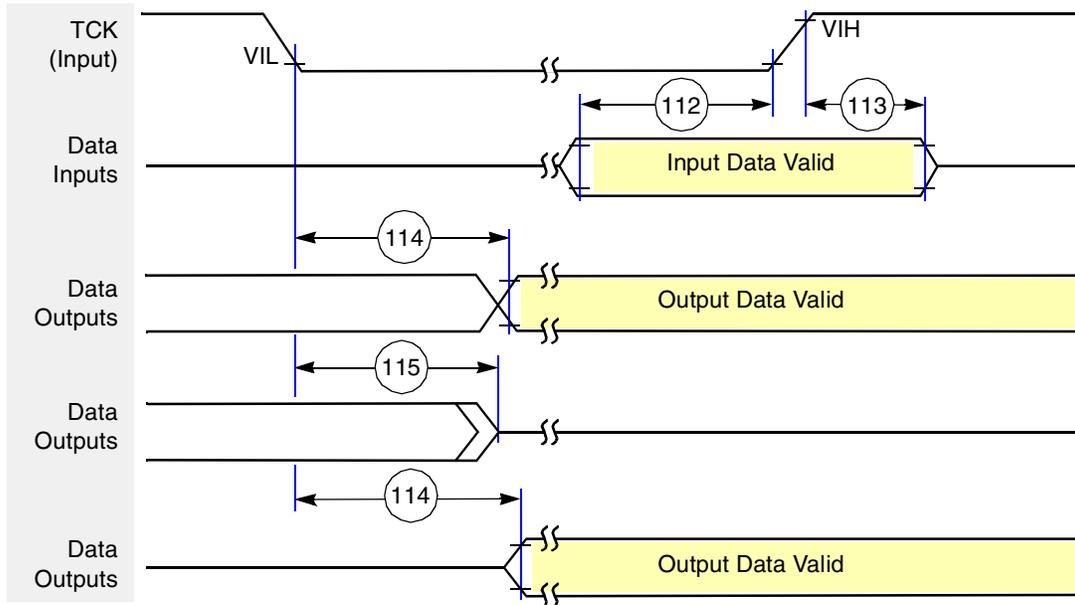 TCK
(Input)
VIL
VIH
112
113
Data
Inputs
Input Data Valid
114
Data
Outputs
Output Data Valid
115
Data
Outputs
114
Data
Outputs
Output Data Valid